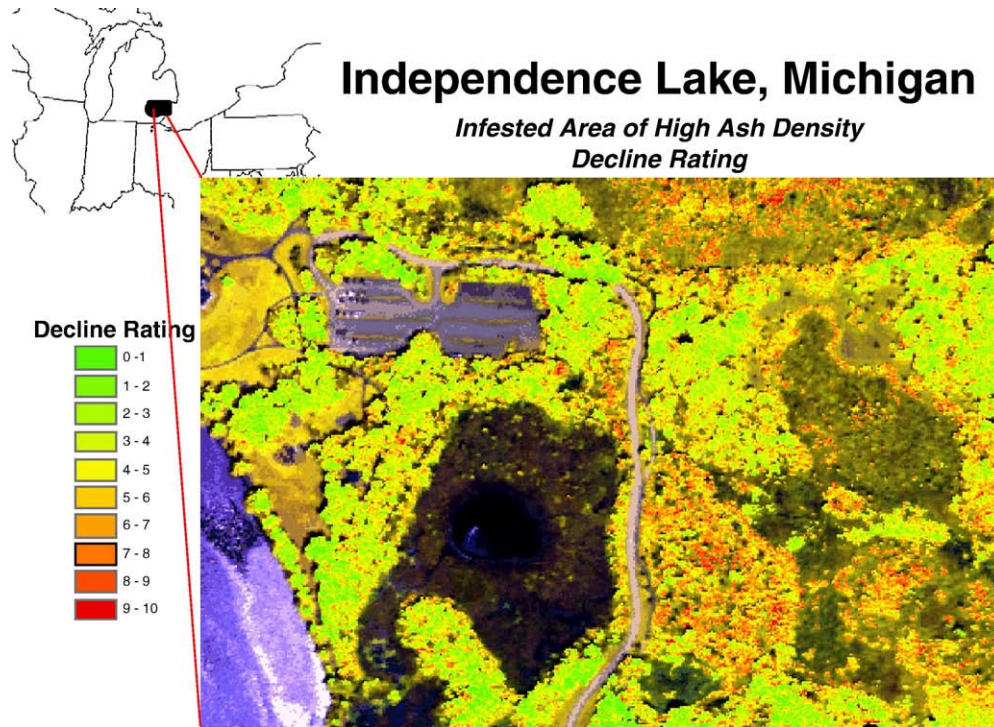 Independence Lake, Michigan
Infested Area of High Ash Density
Decline Rating
Decline Rating
0 - 1
1 - 2
2 - 3
3 - 4
4 - 5
5 - 6
6 - 7
7 - 8
8 - 9
9 - 10